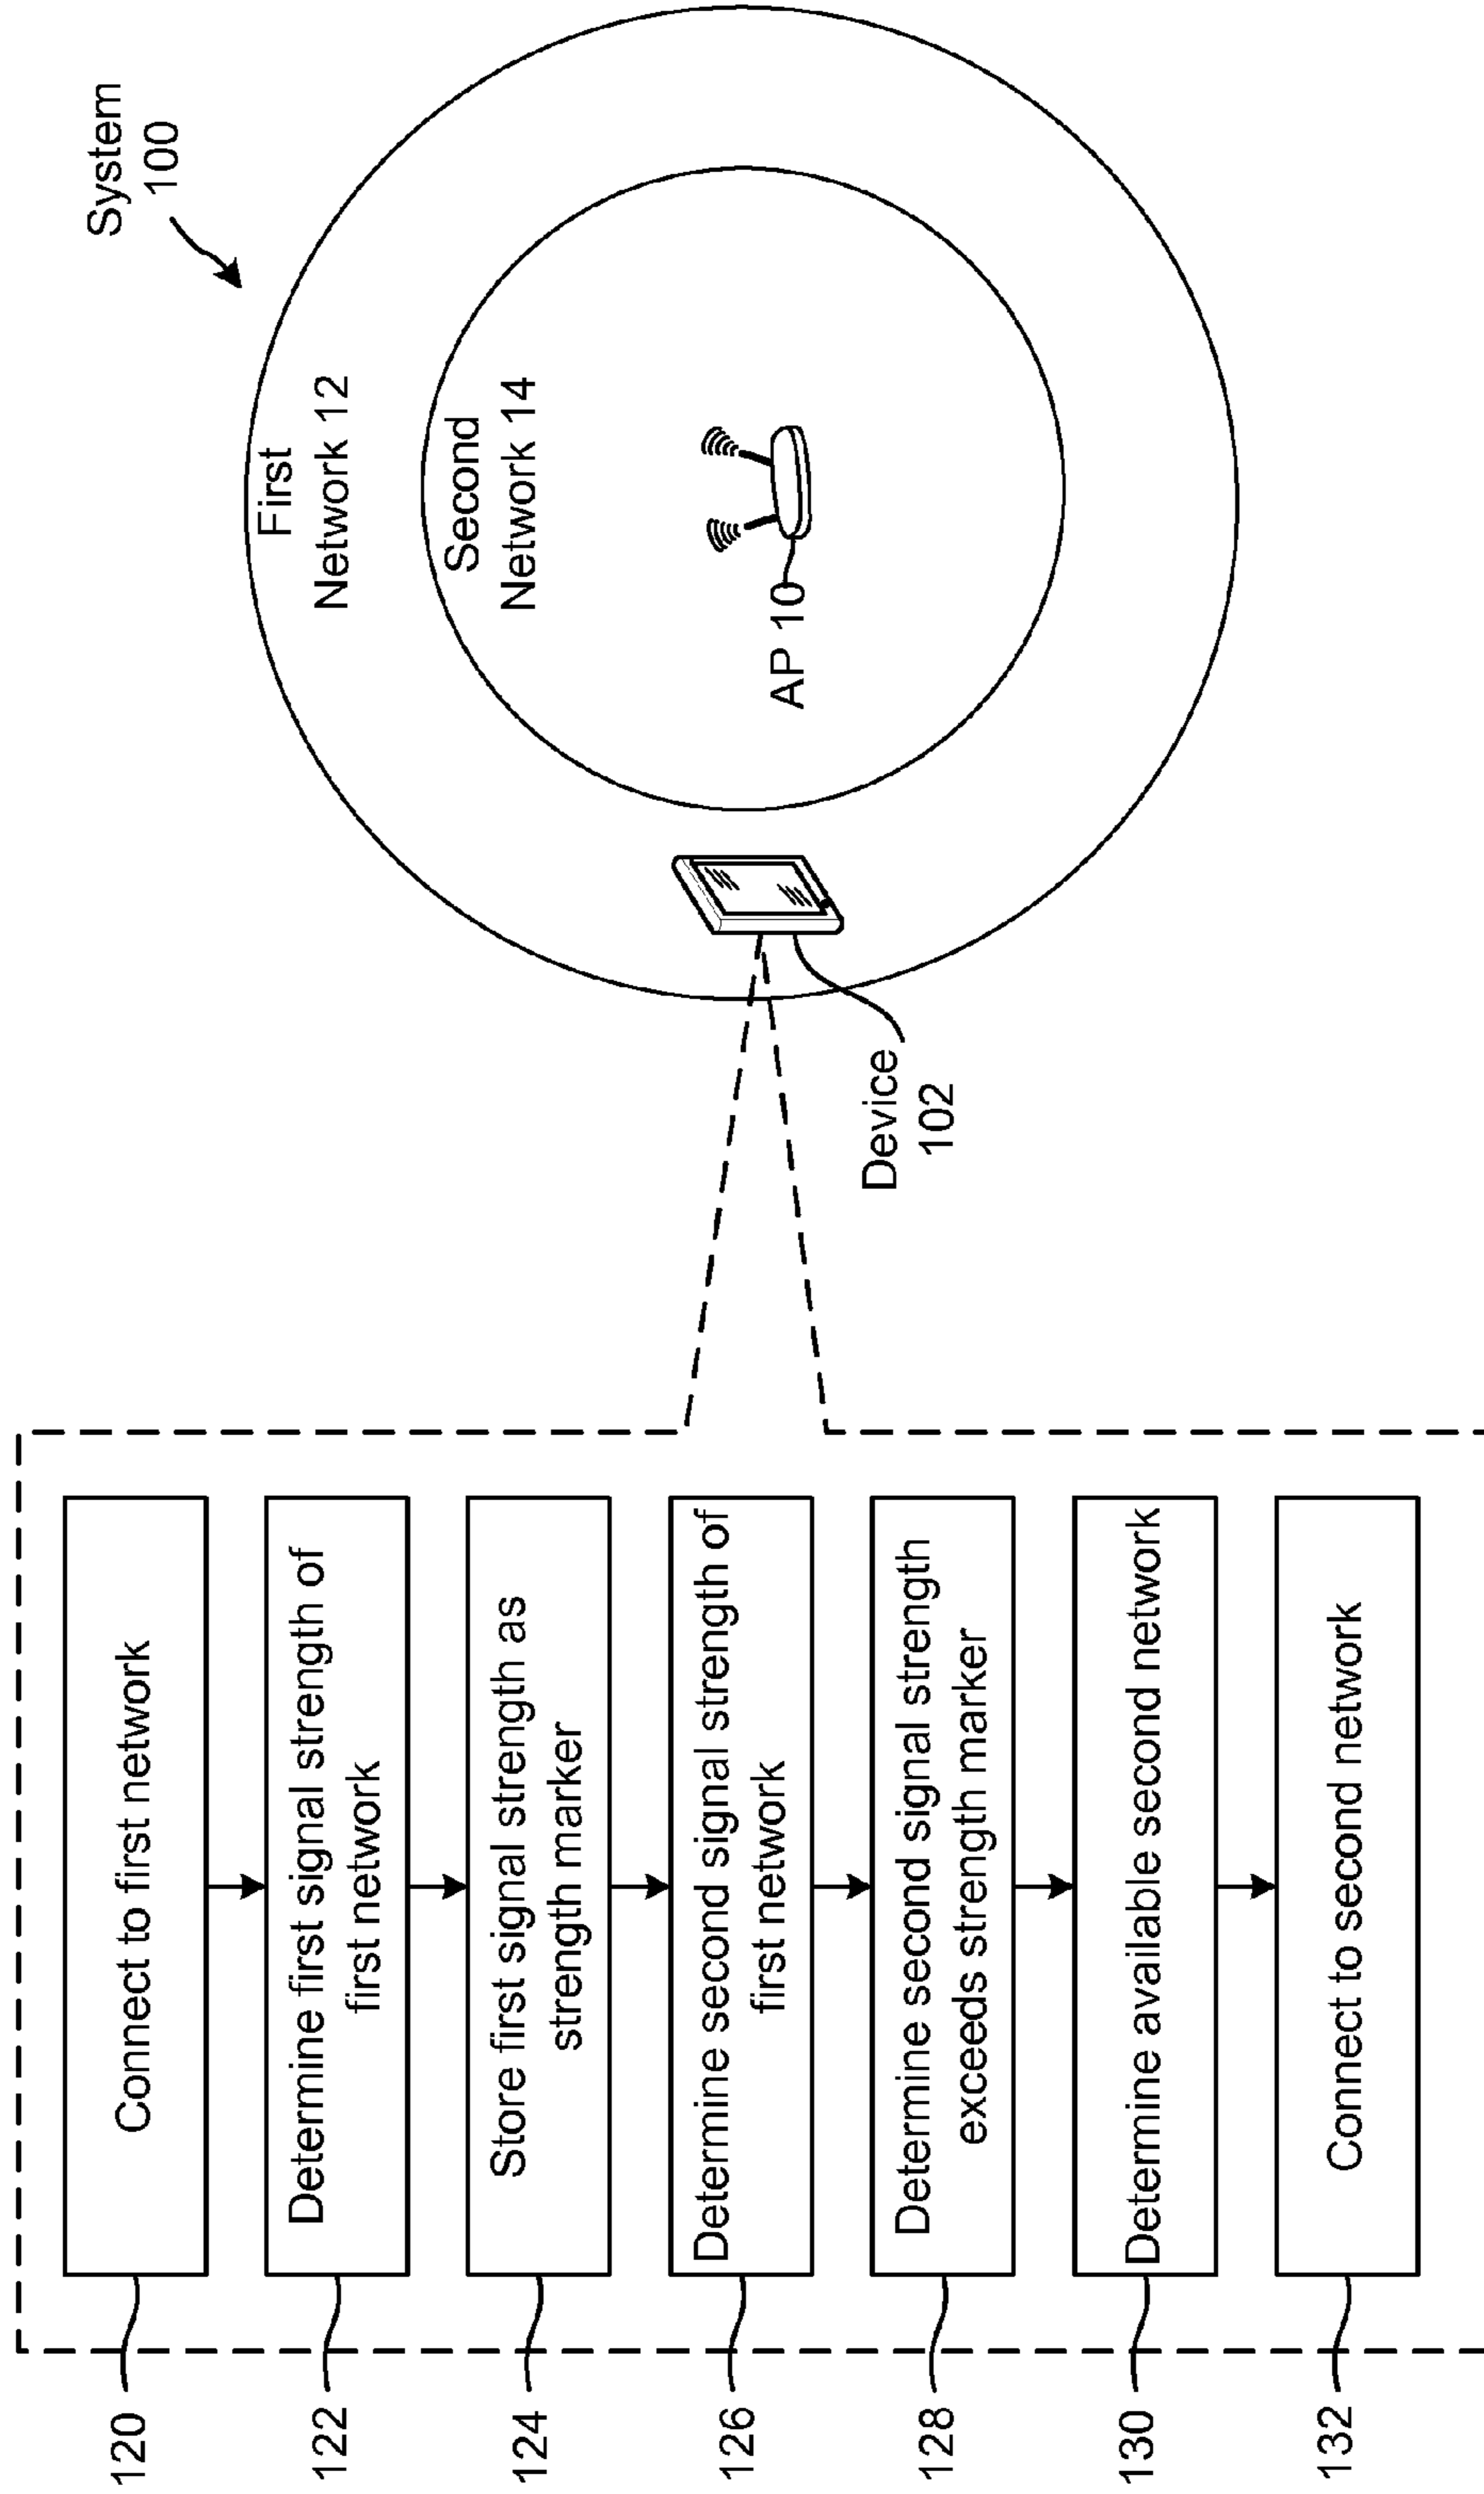 System
100
First
Network 12
Second
Network 14
AP 10
Device
102
120
Connect to first network
122
Determine first signal strength of
first network
124
Store first signal strength as
strength marker
126
Determine second signal strength of
first network
128
Determine second signal strength
exceeds strength marker
130
Determine available second network
132
Connect to second network